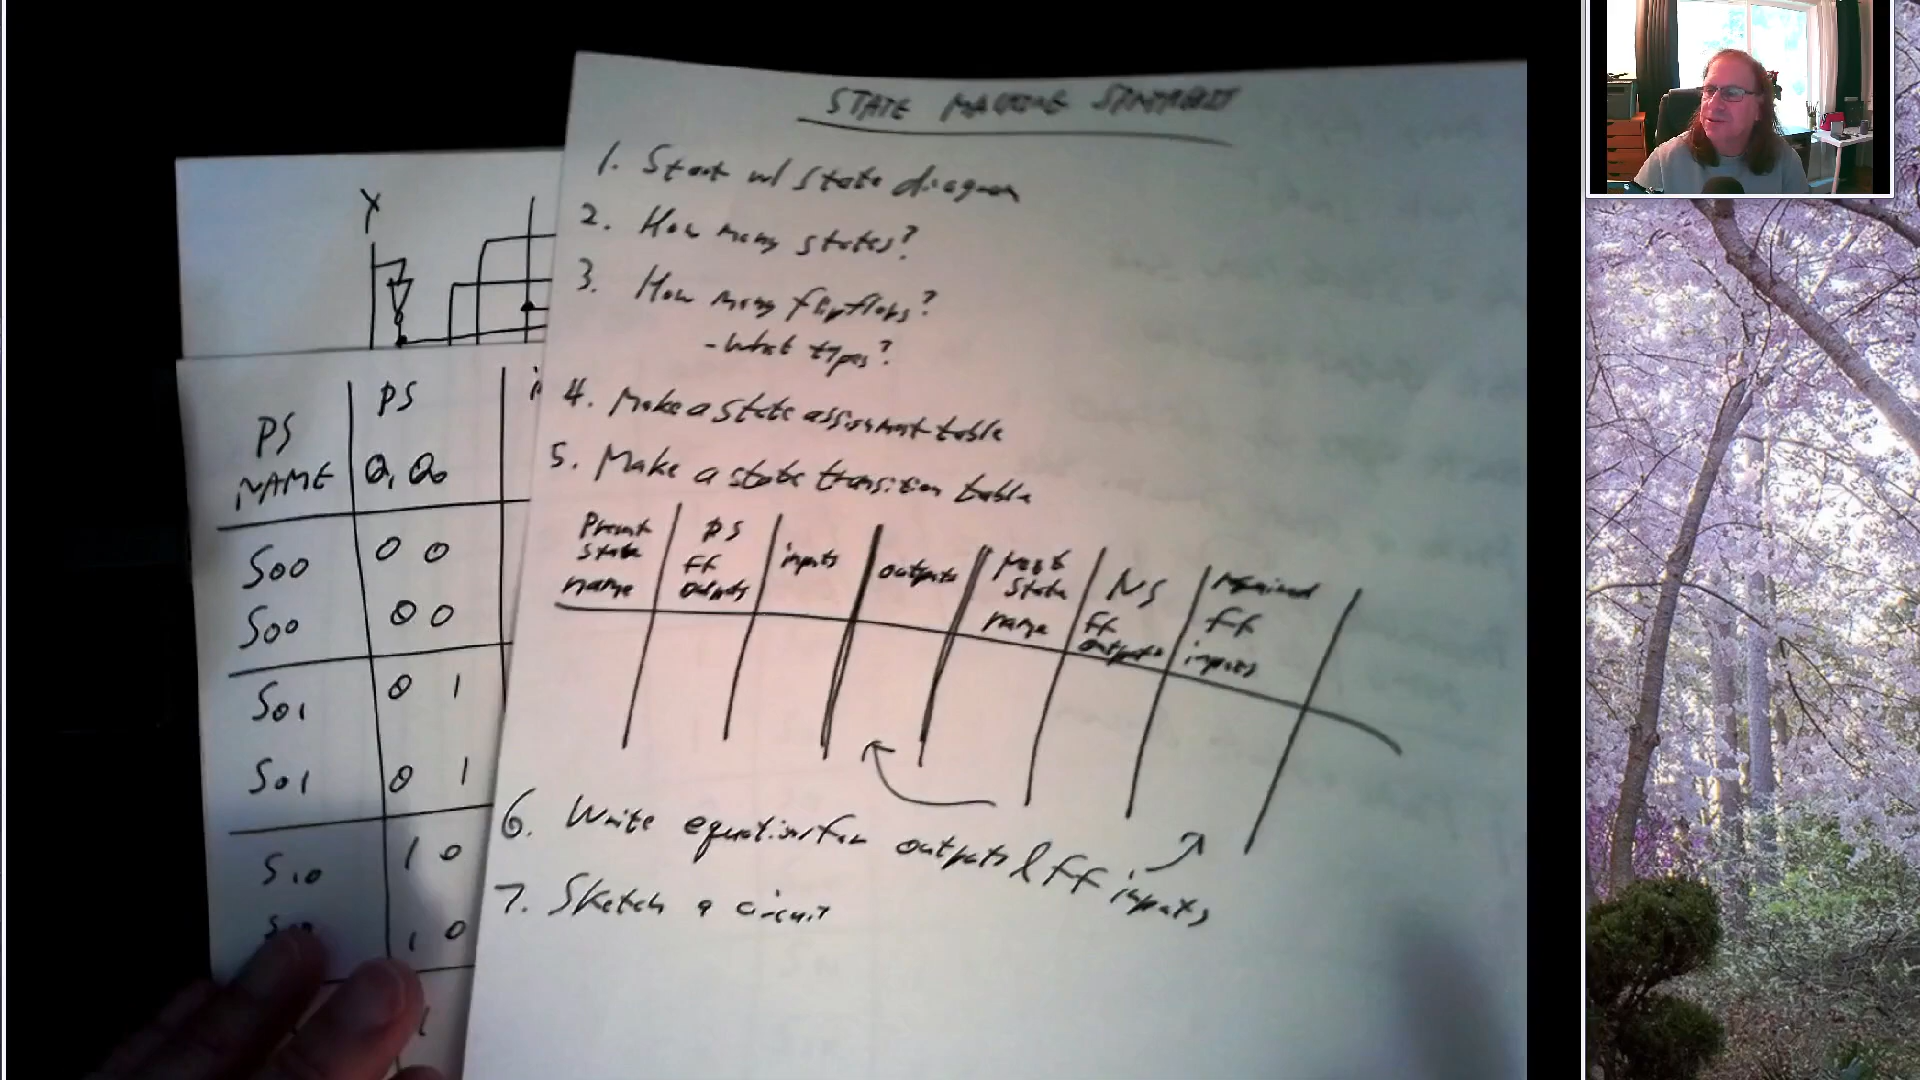 STATE MACHINE SYNTHESIS
1. Start w/ state diagram
2. How many states?
3. How many flipflops?
- What types?
4. Make a state assignment table
5. Make a state transition table
Present state name
PS FF outputs
inputs
outputs
Next state name
NS FF outputs
required FF inputs
6. Write equations for outputs & FF inputs
7. Sketch a circuit
X
PS NAME
PS
Q1 Q0
S00 0 0
S00 0 0
S01 0 1
S01 0 1
S10 1 0
S10 1 0